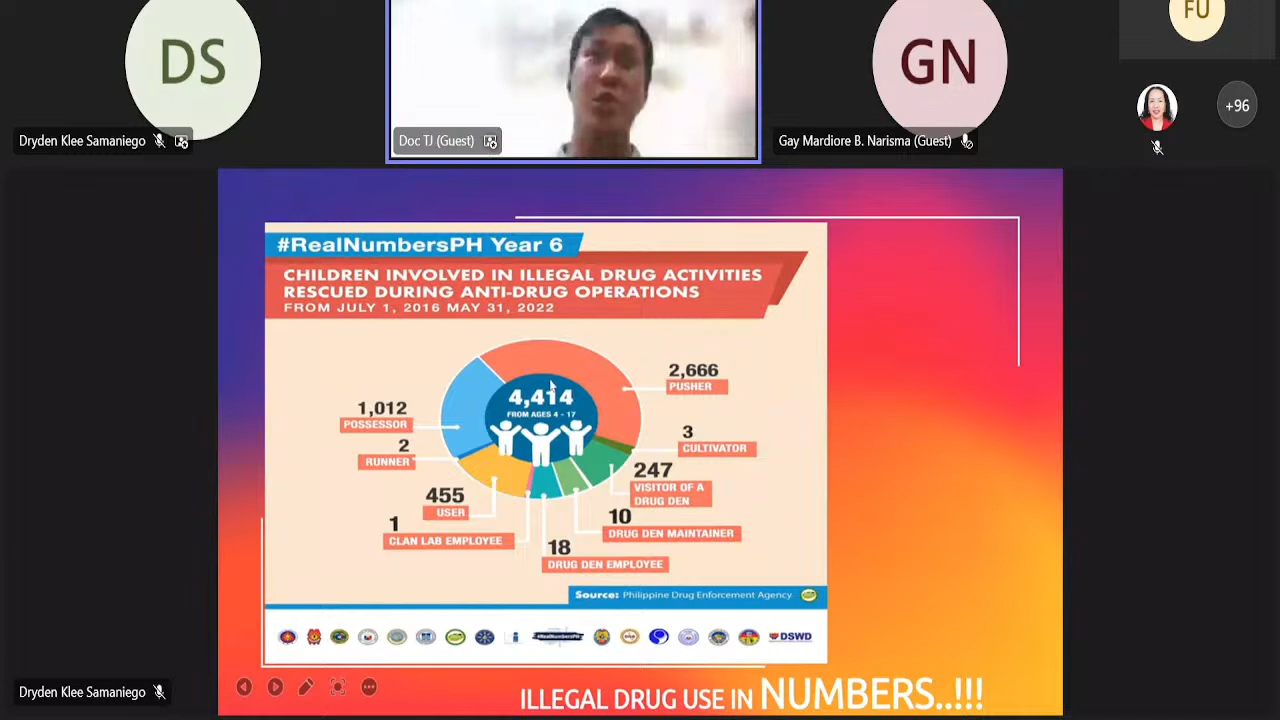 DS
GN
FU
+96
Dryden Klee Samaniego
Doc TJ (Guest)
Gay Mardiore B. Narisma (Guest)
#RealNumbersPH Year 6
CHILDREN INVOLVED IN ILLEGAL DRUG ACTIVITIES
RESCUED DURING ANTI-DRUG OPERATIONS
FROM JULY 1, 2016 MAY 31, 2022
4,414
FROM AGES 4 - 17
2,666
PUSHER
3
CULTIVATOR
247
VISITOR OF A
DRUG DEN
10
DRUG DEN MAINTAINER
18
DRUG DEN EMPLOYEE
1
CLAN LAB EMPLOYEE
455
USER
2
RUNNER
1,012
POSSESSOR
Source: Philippine Drug Enforcement Agency
#RealNumbersPH
DSWD
Dryden Klee Samaniego
ILLEGAL DRUG USE IN NUMBERS..!!!